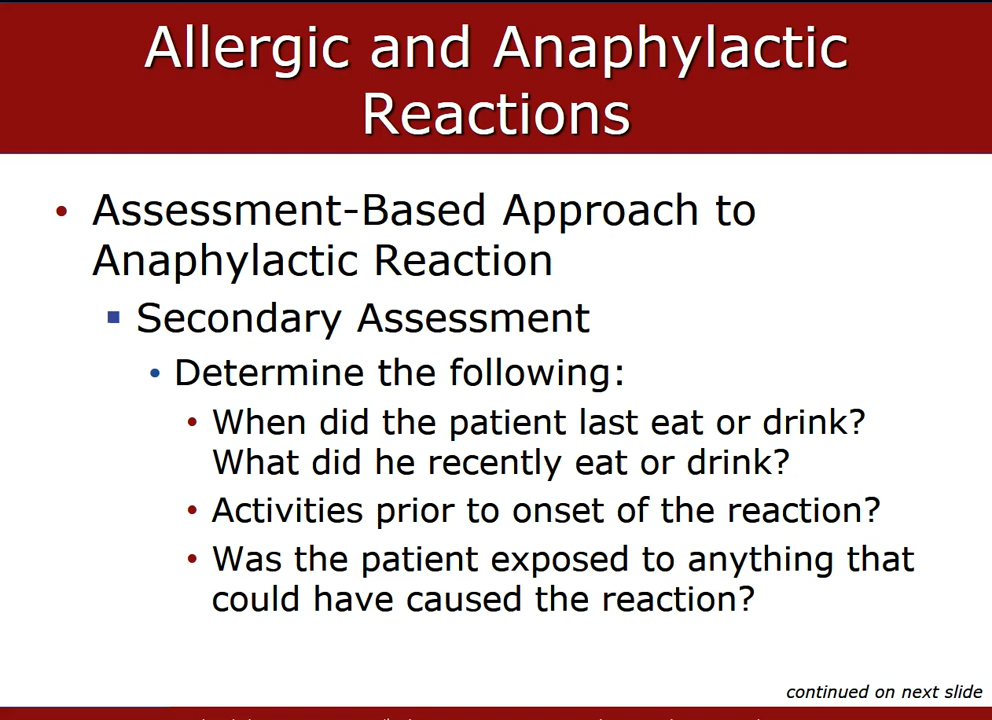 Allergic and Anaphylactic
Reactions
• Assessment-Based Approach to
Anaphylactic Reaction
▪ Secondary Assessment
• Determine the following:
• When did the patient last eat or drink?
What did he recently eat or drink?
• Activities prior to onset of the reaction?
• Was the patient exposed to anything that
could have caused the reaction?
continued on next slide